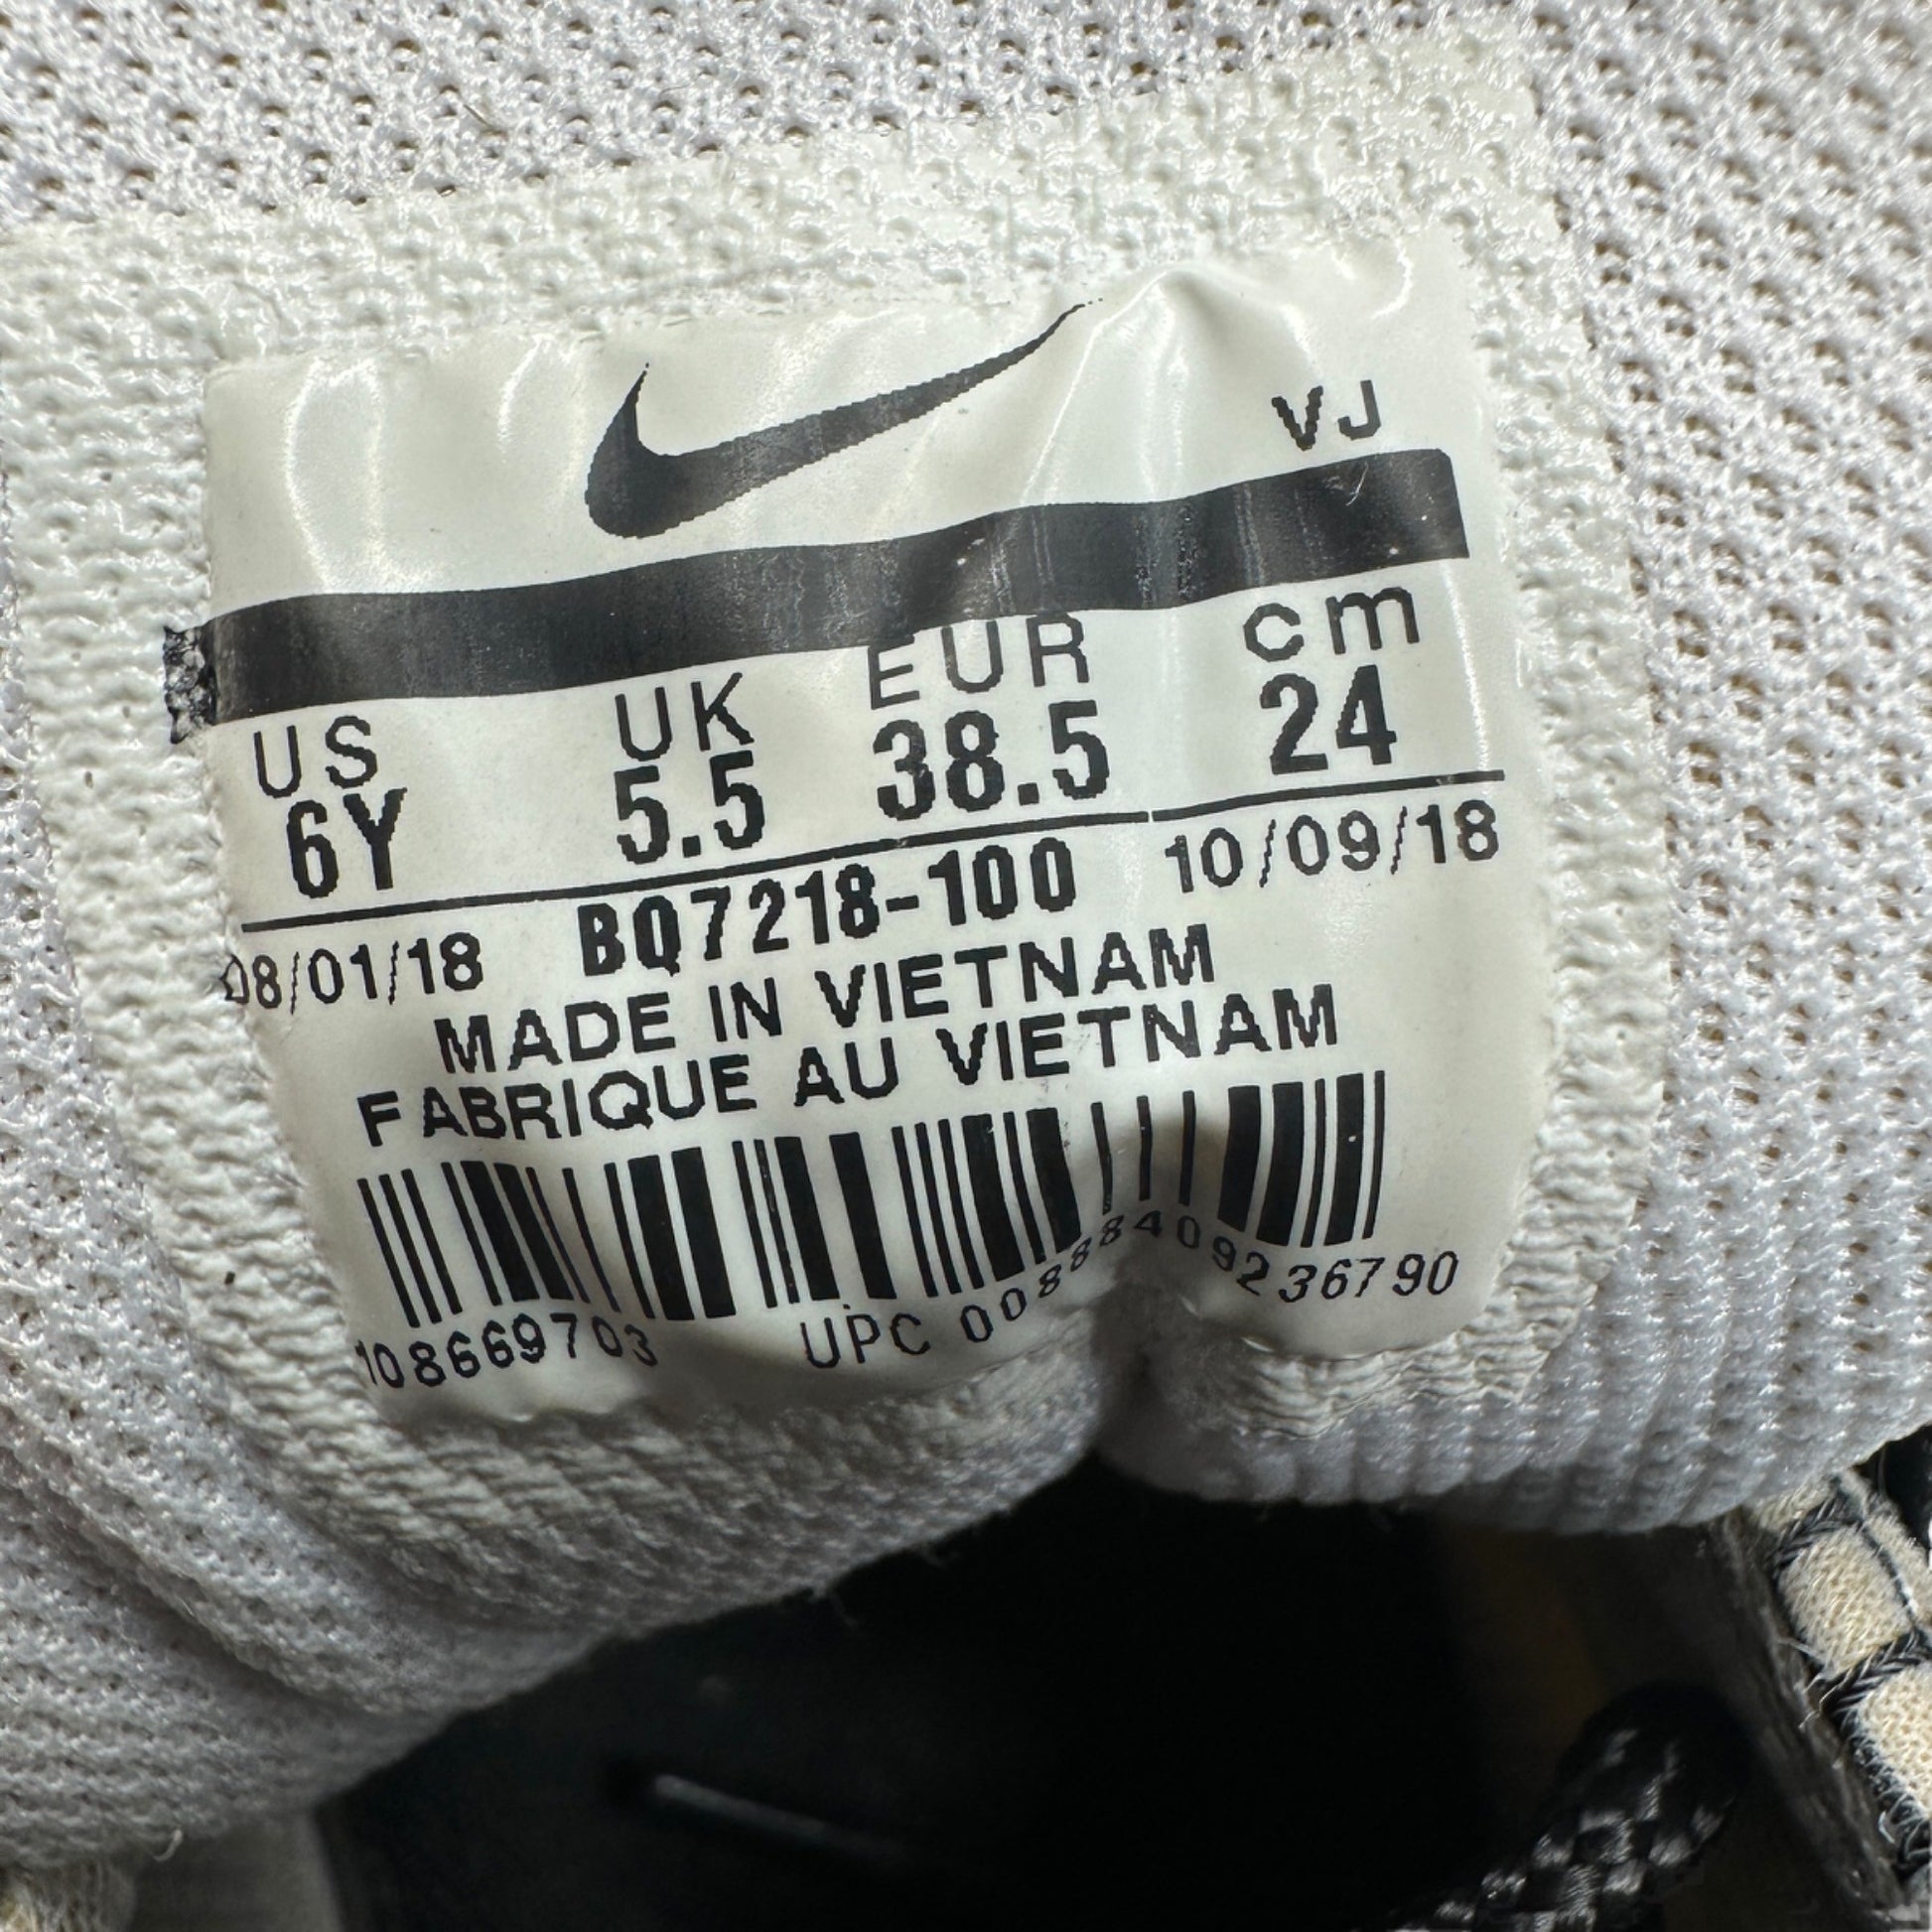 VJ
US UK EUR cm
6Y 5.5 38.5 24
08/01/18 BQ7218-100 10/09/18
MADE IN VIETNAM
FABRIQUE AU VIETNAM
108669703 UPC 00888409236790